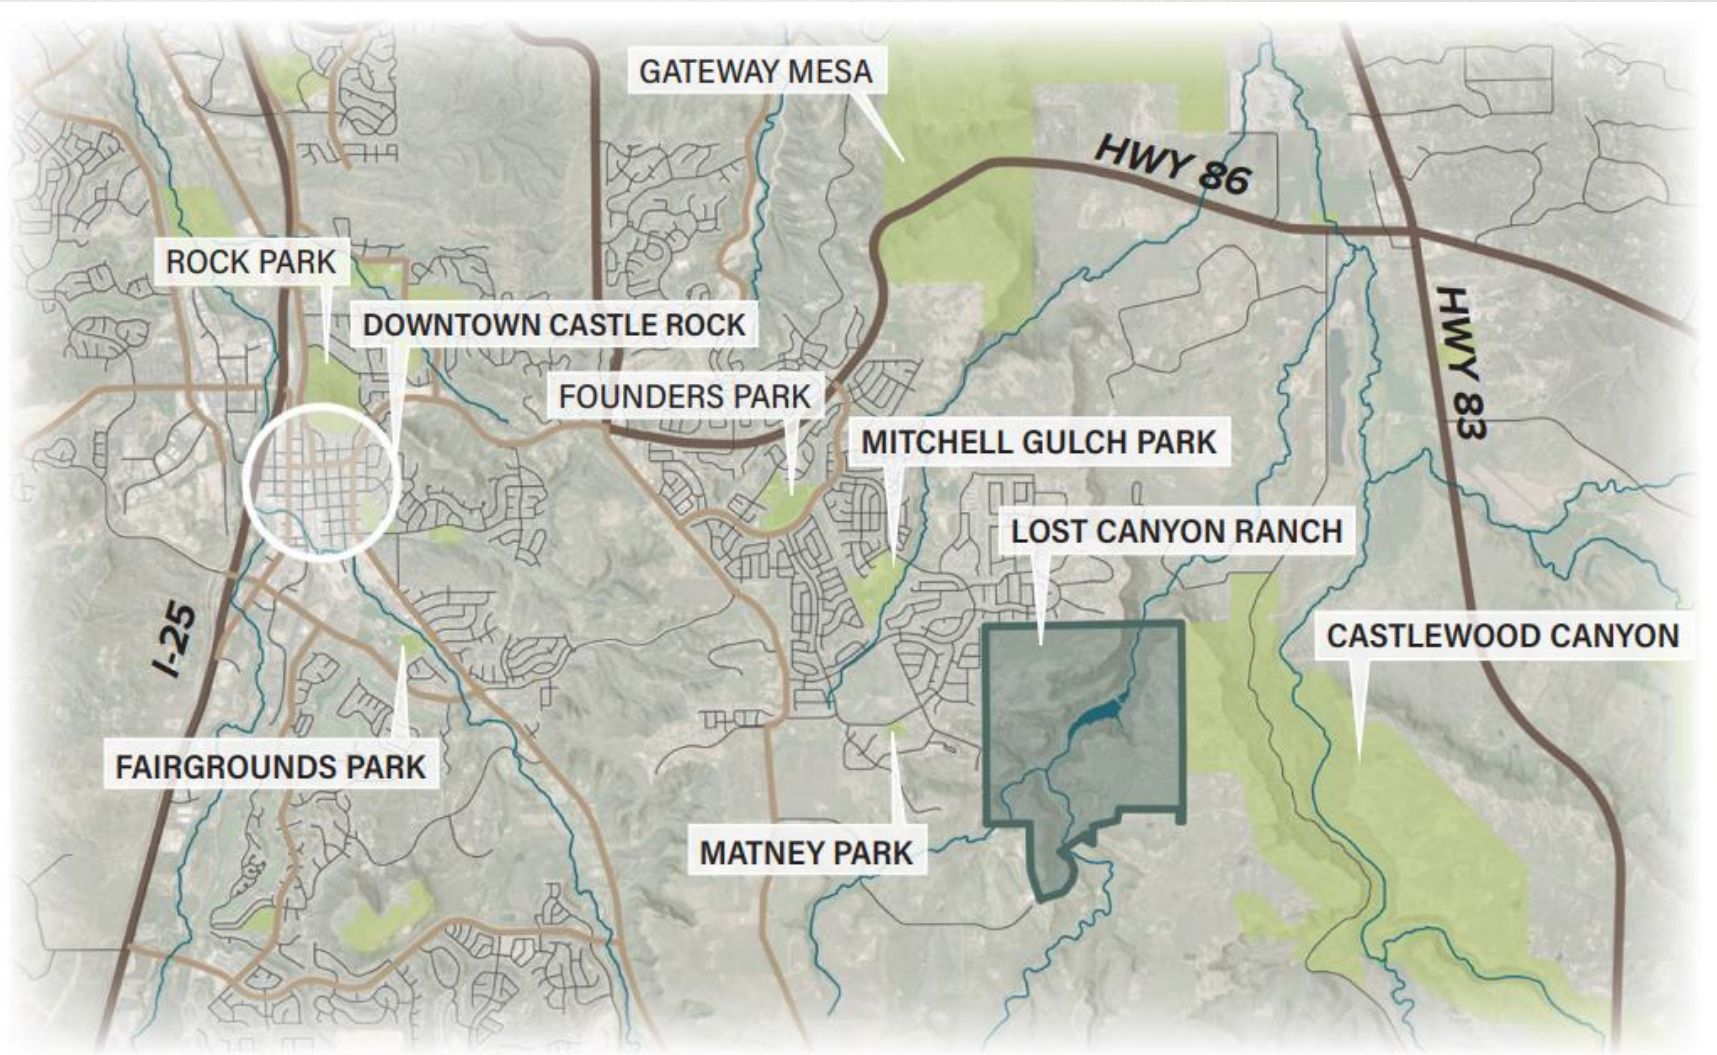 GATEWAY MESA
HWY 86
ROCK PARK
DOWNTOWN CASTLE ROCK
HWY 83
FOUNDERS PARK
MITCHELL GULCH PARK
LOST CANYON RANCH
I-25
CASTLEWOOD CANYON
FAIRGROUNDS PARK
MATNEY PARK